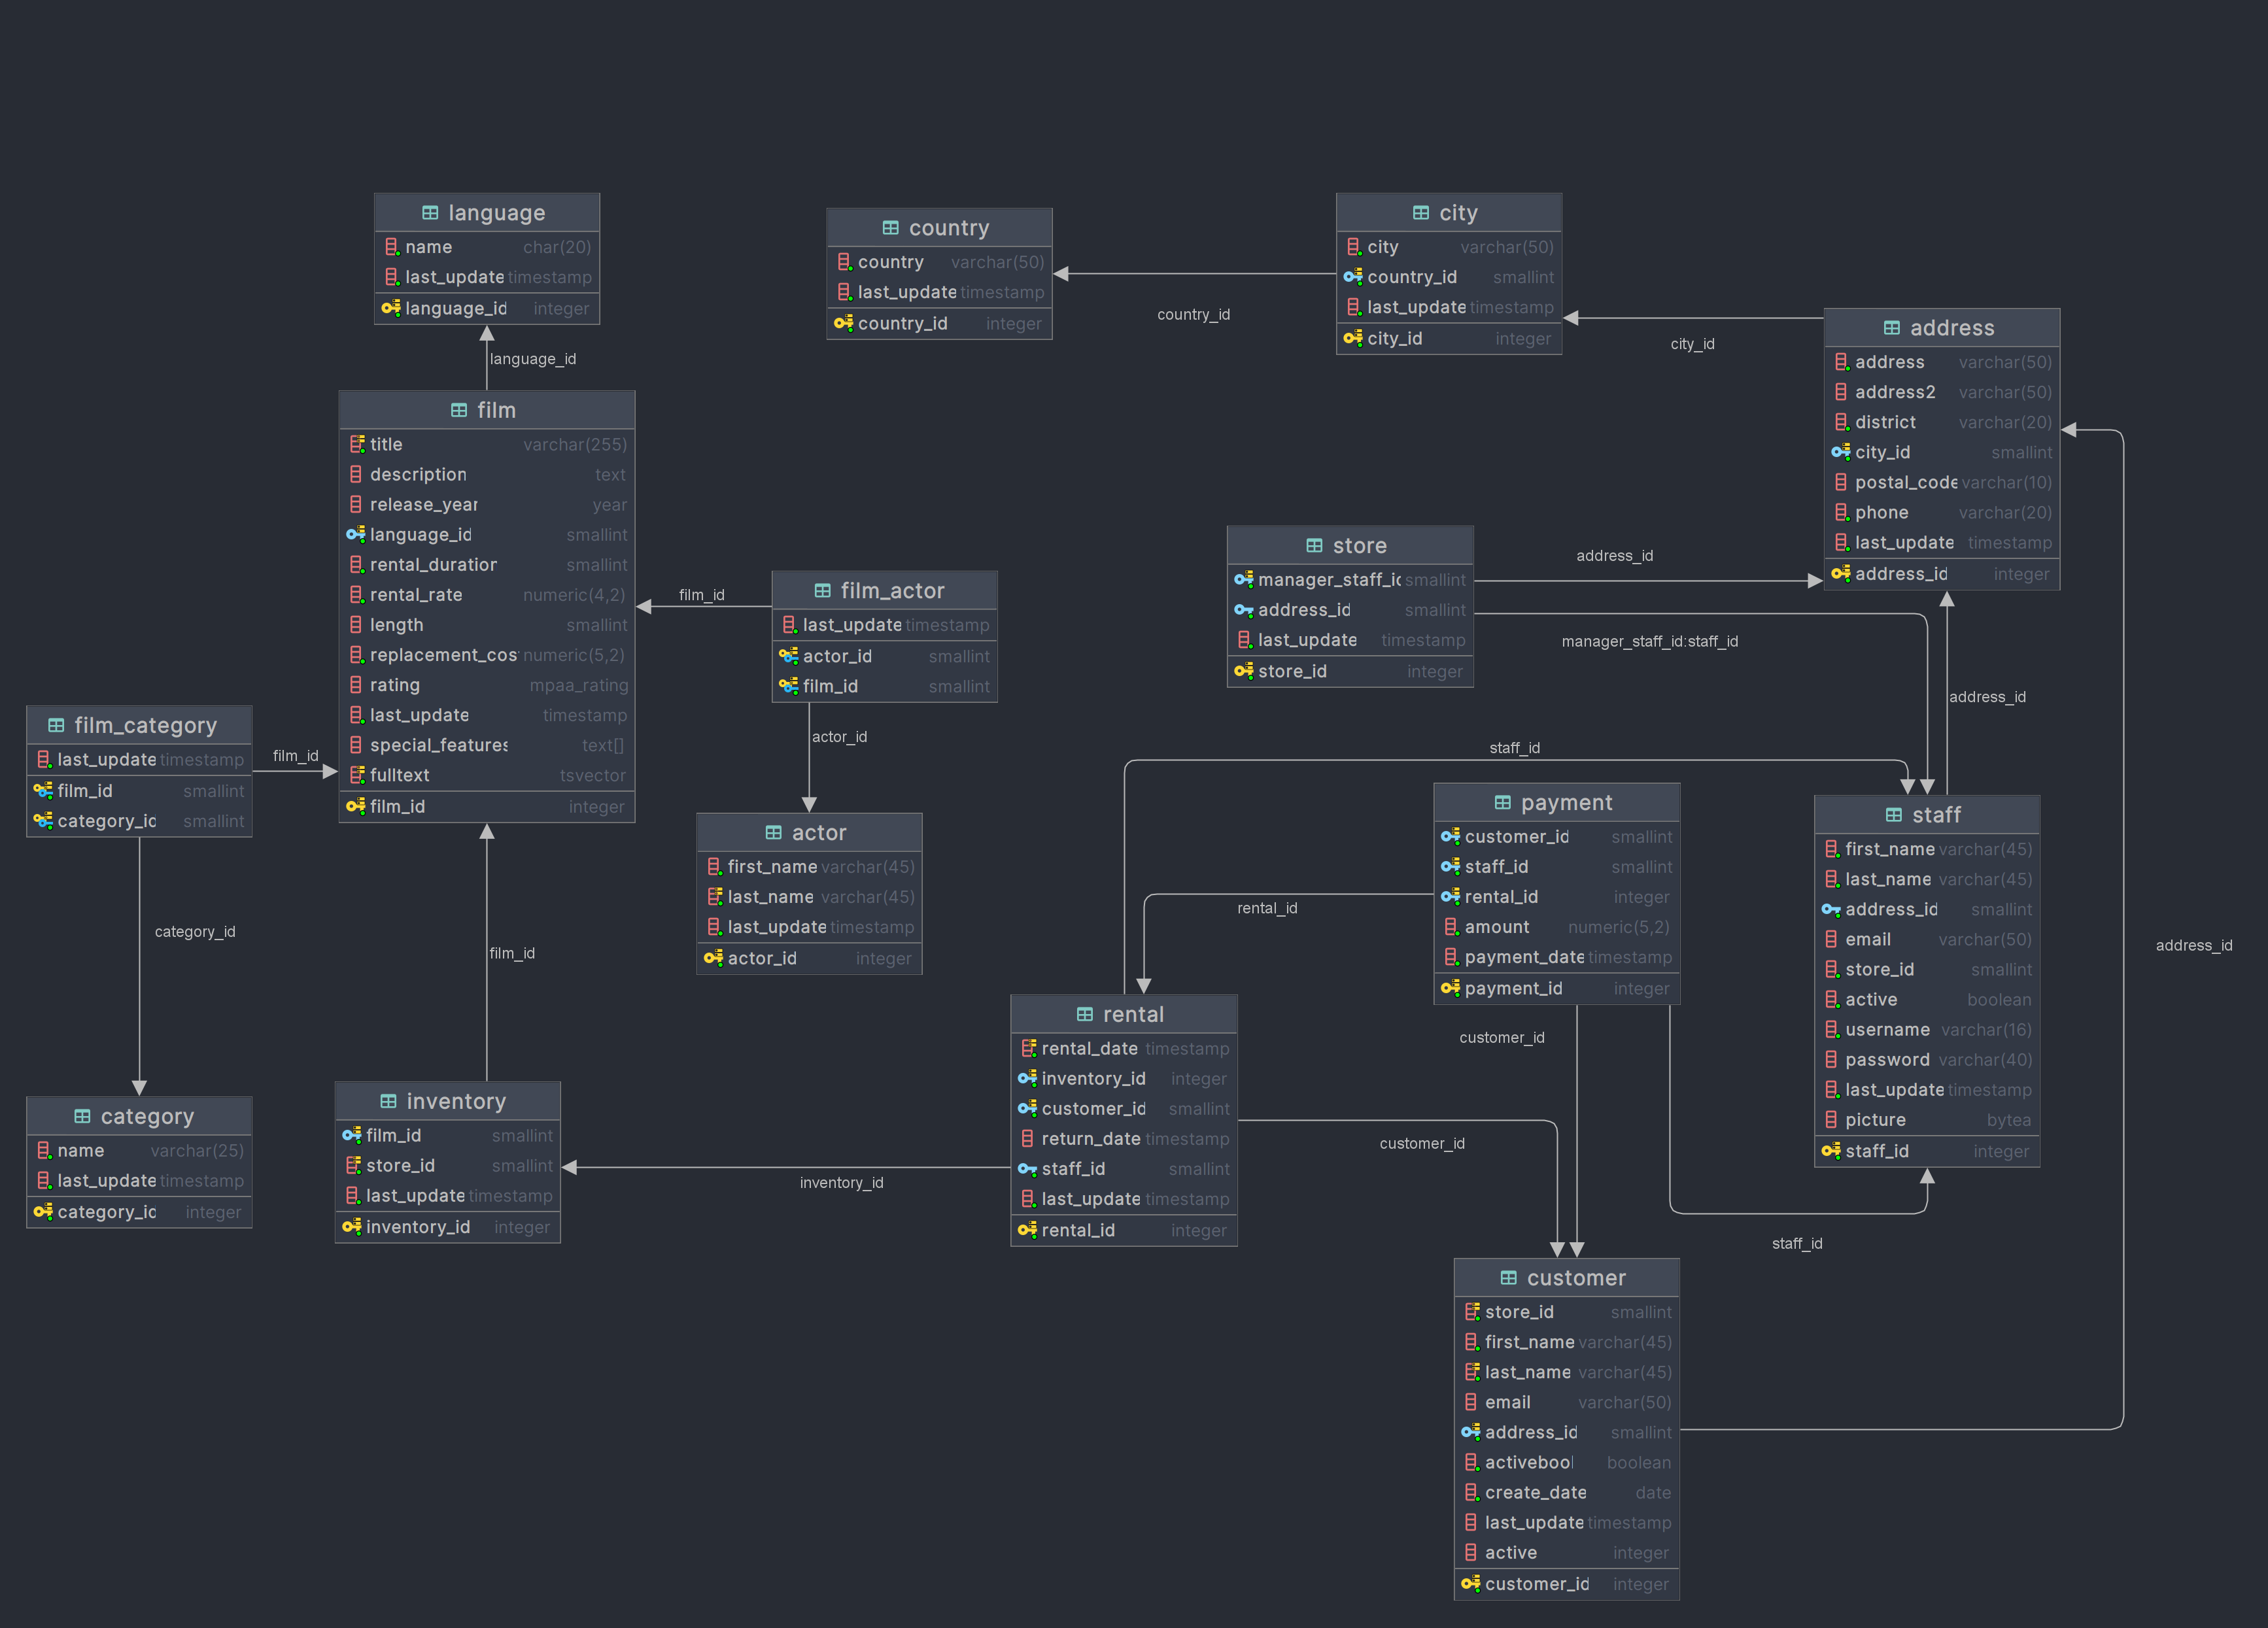 language
name char(20)
last_update timestamp
language_id integer
language_id
country
country varchar(50)
last_update timestamp
country_id integer
country_id
city
city varchar(50)
country_id smallint
last_update timestamp
city_id integer
city_id
address
address varchar(50)
address2 varchar(50)
district varchar(20)
city_id smallint
postal_code varchar(10)
phone varchar(20)
last_update timestamp
address_id integer
film
title varchar(255)
description text
release_year year
language_id smallint
rental_duration smallint
rental_rate numeric(4,2)
length smallint
replacement_cos numeric(5,2)
rating mpaa_rating
last_update timestamp
special_features text[]
fulltext tsvector
film_id integer
film_id
film_actor
last_update timestamp
actor_id smallint
film_id smallint
actor_id
store
manager_staff_id smallint
address_id smallint
last_update timestamp
store_id integer
address_id
manager_staff_id:staff_id
address_id
film_category
last_update timestamp
film_id smallint
category_id smallint
film_id
category_id
actor
first_name varchar(45)
last_name varchar(45)
last_update timestamp
actor_id integer
staff_id
payment
customer_id smallint
staff_id smallint
rental_id integer
amount numeric(5,2)
payment_date timestamp
payment_id integer
rental_id
customer_id
staff
first_name varchar(45)
last_name varchar(45)
address_id smallint
email varchar(50)
store_id smallint
active boolean
username varchar(16)
password varchar(40)
last_update timestamp
picture bytea
staff_id integer
address_id
film_id
category
name varchar(25)
last_update timestamp
category_id integer
inventory
film_id smallint
store_id smallint
last_update timestamp
inventory_id integer
inventory_id
rental
rental_date timestamp
inventory_id integer
customer_id smallint
return_date timestamp
staff_id smallint
last_update timestamp
rental_id integer
customer_id
staff_id
customer
store_id smallint
first_name varchar(45)
last_name varchar(45)
email varchar(50)
address_id smallint
activebool boolean
create_date date
last_update timestamp
active integer
customer_id integer